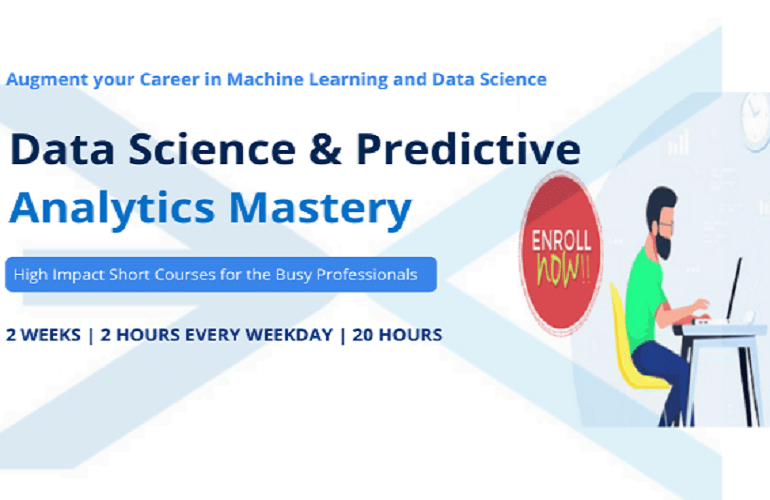 Augment your Career in Machine Learning and Data Science
Data Science & Predictive
Analytics Mastery
ENROLL
NOW!!
High Impact Short Courses for the Busy Professionals
2 WEEKS | 2 HOURS EVERY WEEKDAY | 20 HOURS